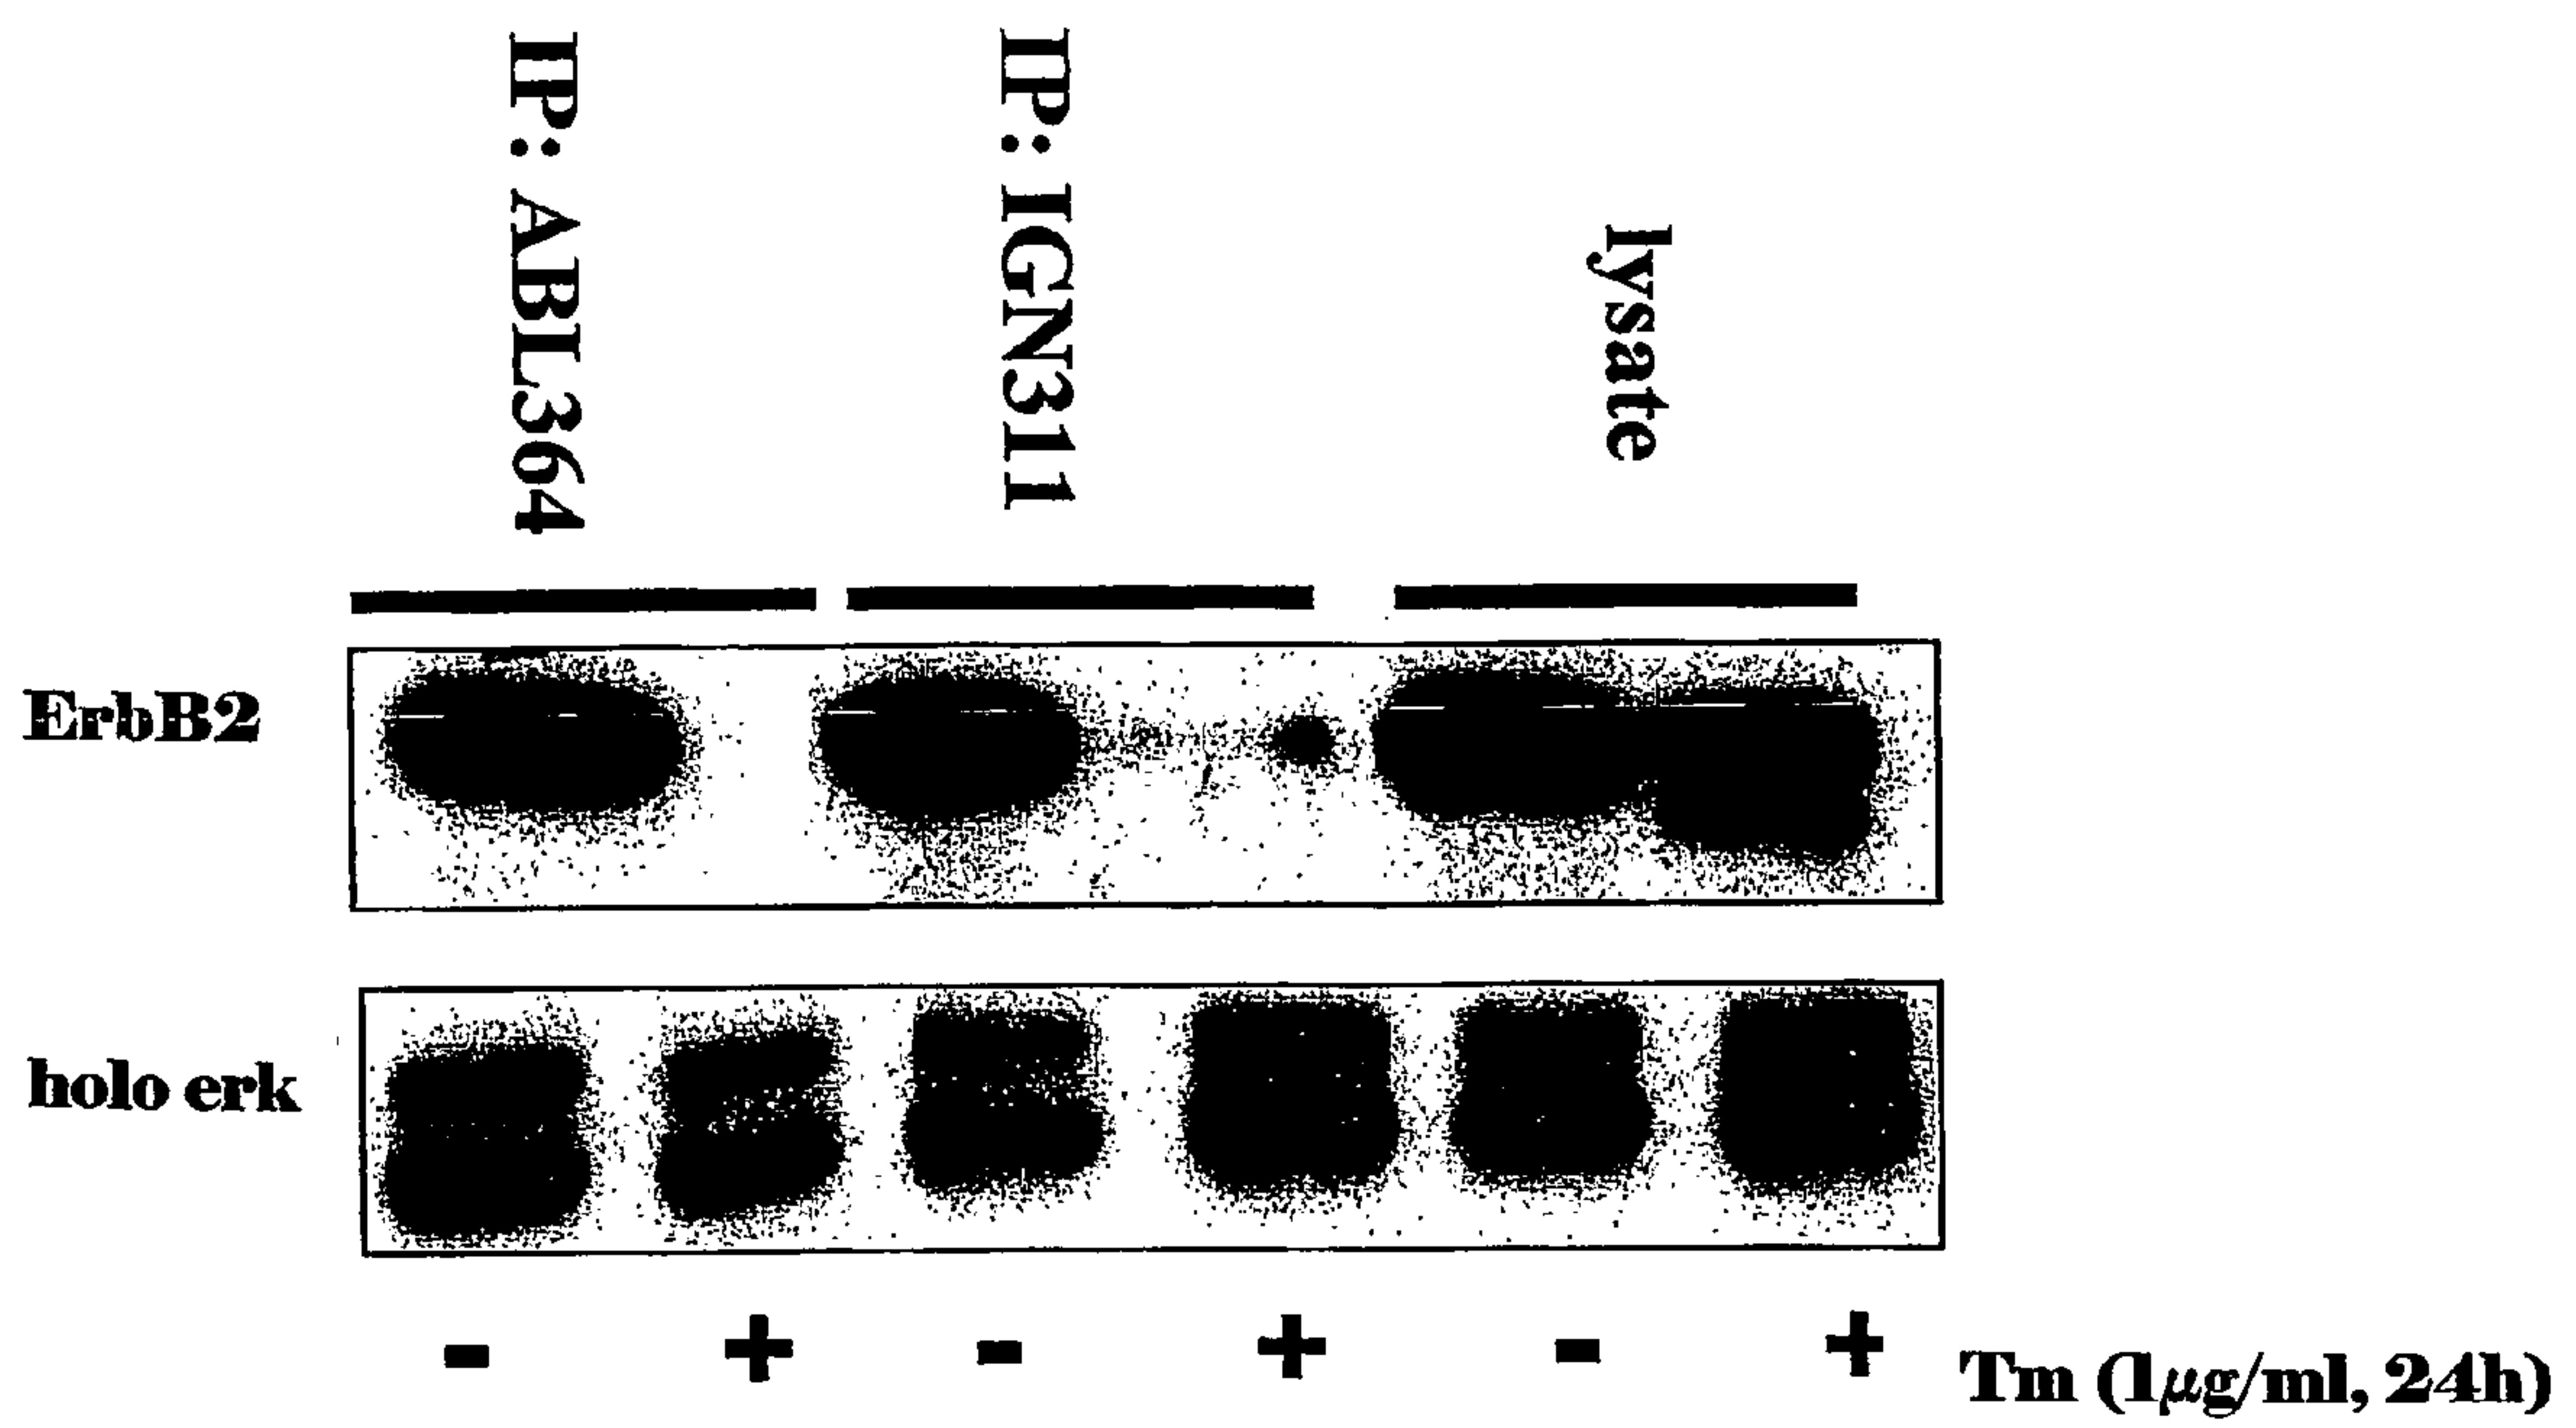 IP: ABL364
IP: IGN311
lysate
ErbB2
holo erk
- + - + - +
Tm (1μg/ml, 24h)